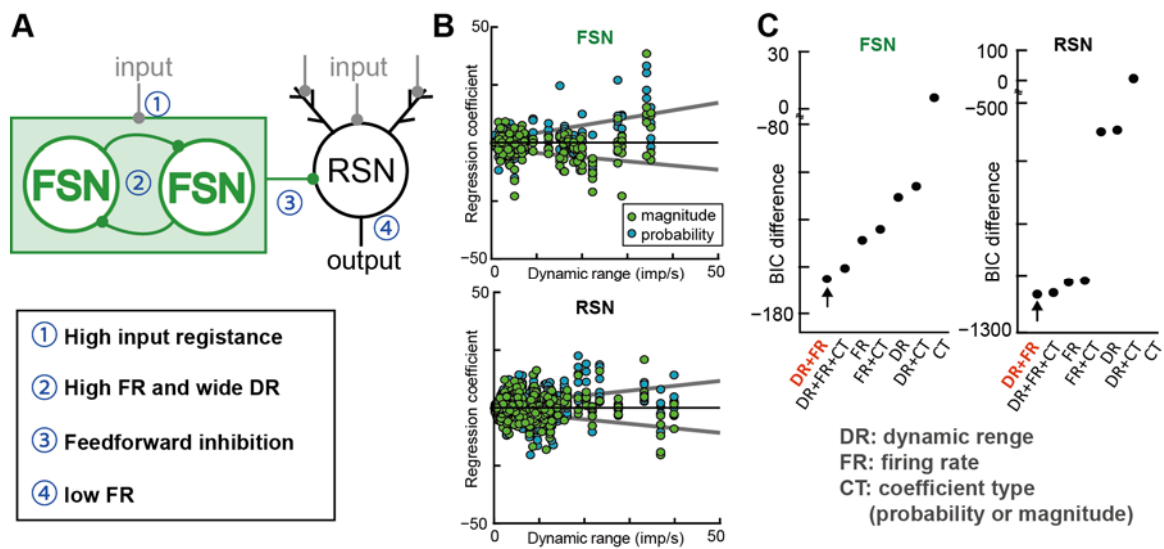 A
input
①
input
FSN
②
FSN
③
RSN
④
output
① High input registance
② High FR and wide DR
③ Feedforward inhibition
④ low FR
B
50
FSN
Regression coefficient
magnitude
probability
−50
0
Dynamic range (imp/s)
50
50
RSN
Regression coefficient
−50
0
Dynamic range (imp/s)
50
C
FSN
30
0
−80
BIC difference
−180
DR+FR
DR+FR+CT
FR
FR+CT
DR
DR+CT
CT
RSN
100
0
−500
BIC difference
−1300
DR+FR
DR+FR+CT
FR
FR+CT
DR
DR+CT
CT
DR: dynamic renge
FR: firing rate
CT: coefficient type
(probability or magnitude)